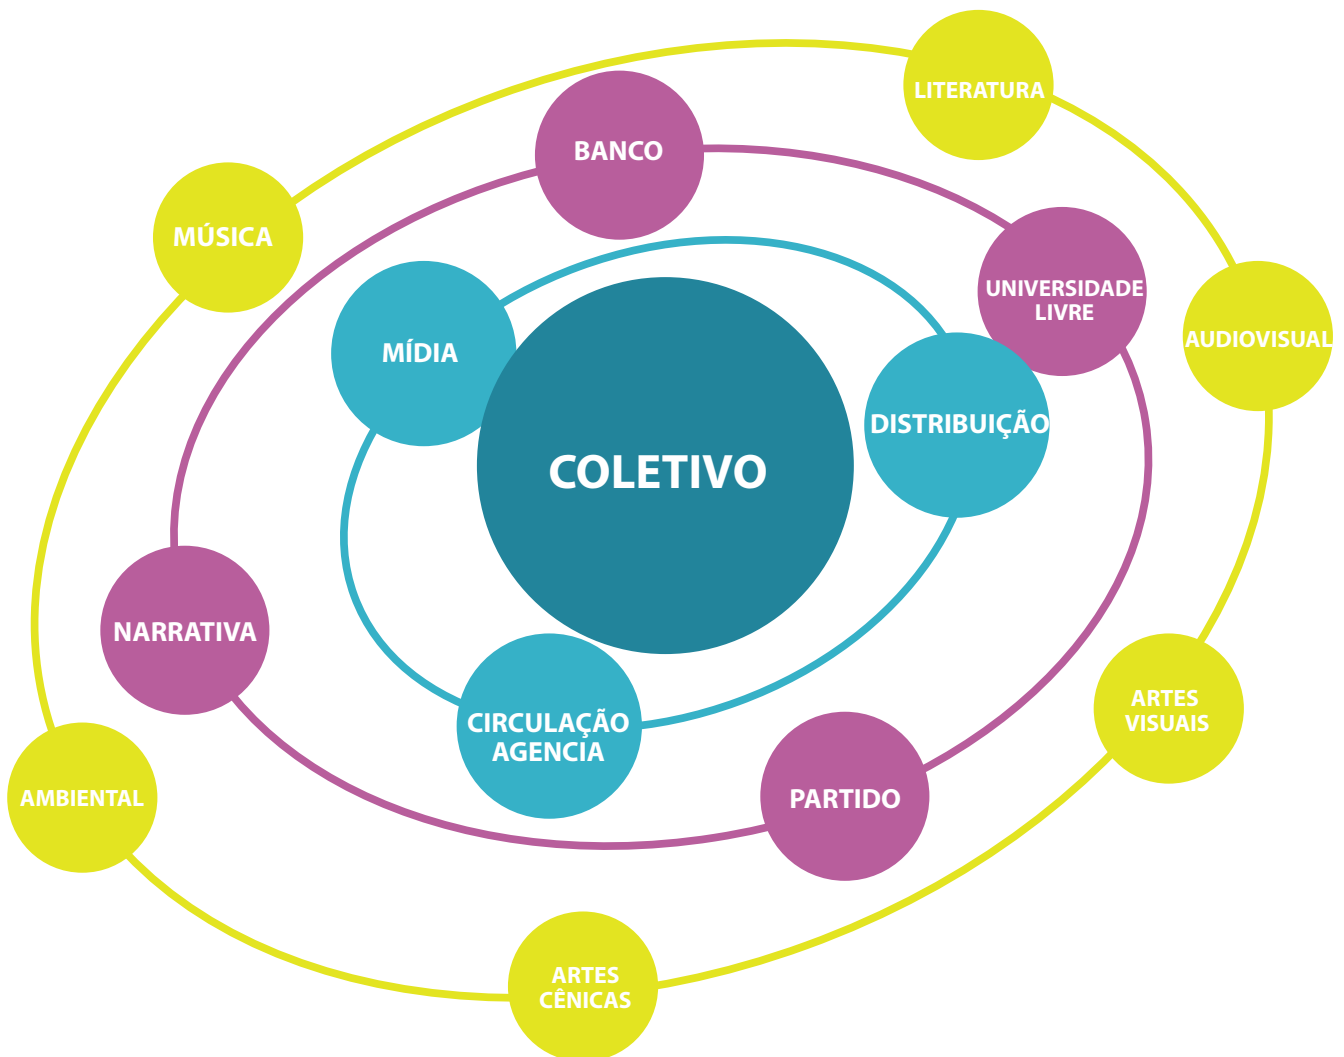 LITERATURA
BANCO
MÚSICA
UNIVERSIDADE
LIVRE
AUDIOVISUAL
MÍDIA
DISTRIBUIÇÃO
COLETIVO
NARRATIVA
CIRCULAÇÃO
AGENCIA
ARTES
VISUAIS
AMBIENTAL
PARTIDO
ARTES
CÊNICAS